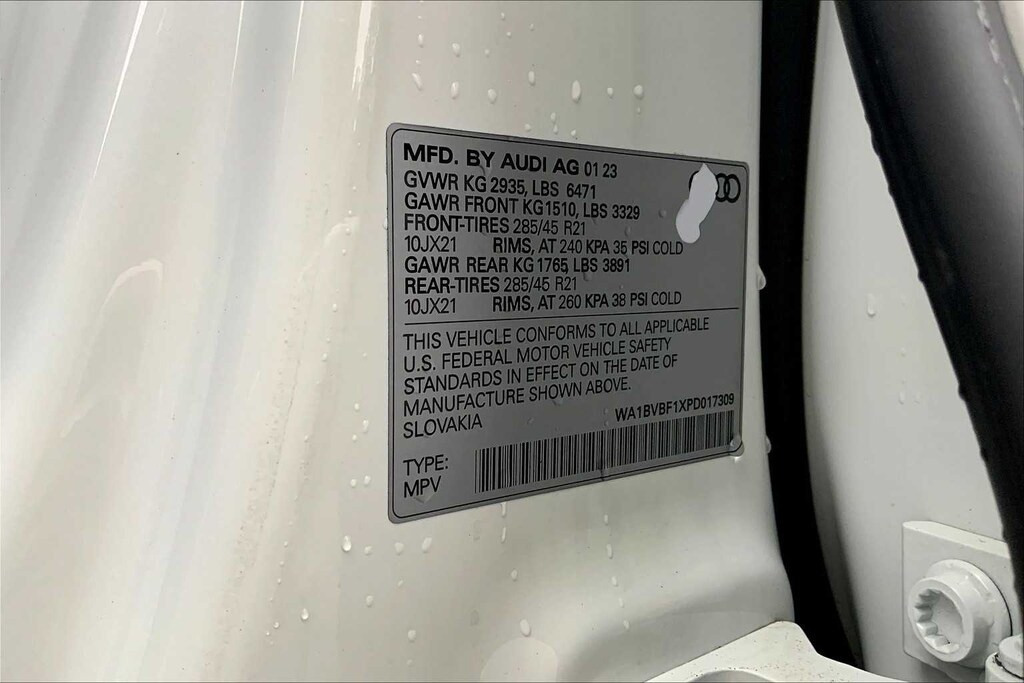 MFD. BY AUDI AG 01 23
GVWR KG 2935, LBS 6471
GAWR FRONT KG1510, LBS 3329
FRONT-TIRES 285/45 R21
10JX21 RIMS, AT 240 KPA 35 PSI COLD
GAWR REAR KG 1765 LBS 3891
REAR-TIRES 285/45 R21
10JX21 RIMS, AT 260 KPA 38 PSI COLD
THIS VEHICLE CONFORMS TO ALL APPLICABLE
U.S. FEDERAL MOTOR VEHICLE SAFETY
STANDARDS IN EFFECT ON THE DATE OF
MANUFACTURE SHOWN ABOVE.
SLOVAKIA
WA1BVBF1XPD017309
TYPE:
MPV